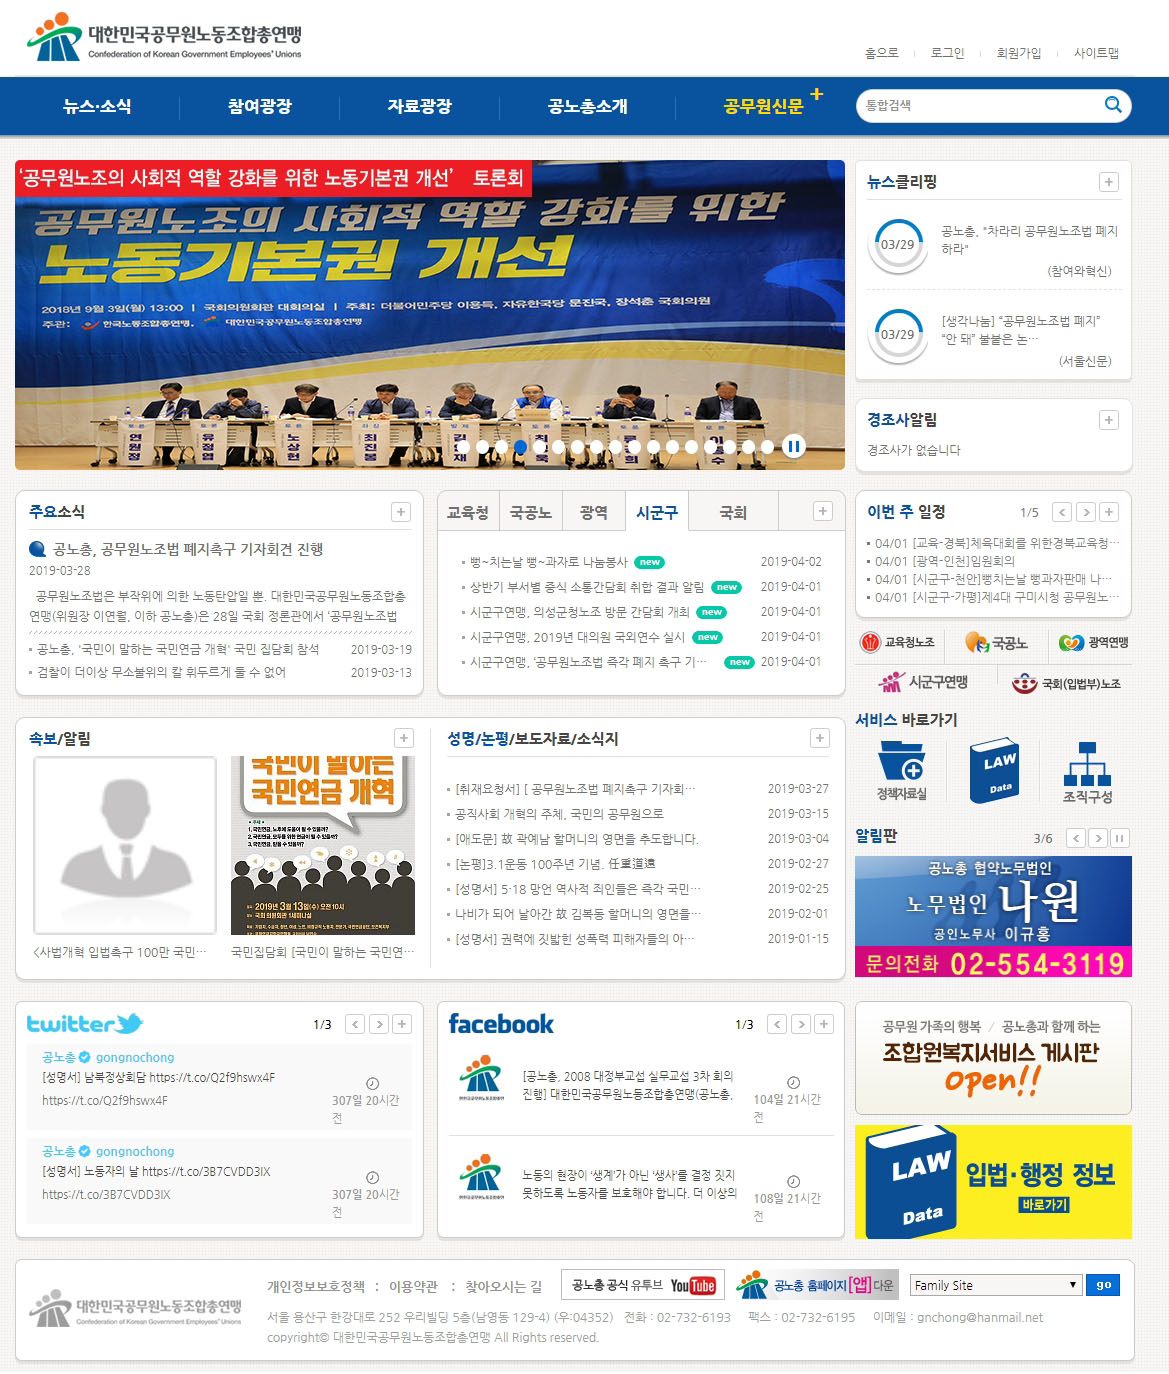 대한민국공무원노동조합총연맹
Confederation of Korean Government Employees' Unions
홈으로 로그인 회원가입 사이트맵
뉴스·소식 참여광장 자료광장 공노총소개 공무원신문 +
통합검색
'공무원노조의 사회적 역할 강화를 위한 노동기본권 개선' 토론회
공무원노조의 사회적 역할 강화를 위한
노동기본권 개선
2018년 9월 3일(월) 13:00 | 국회의원회관 대회의실 | 주최: 더불어민주당 이용득, 자유한국당 문진국, 장석춘 국회의원
주관: 한국노동조합총연맹, 대한민국공무원노동조합총연맹
뉴스클리핑
03/29
공노총, "차라리 공무원노조법 폐지
하라"
(참여와혁신)
03/29
[생각나눔] "공무원노조법 폐지"
"안 돼" 불붙은 논…
(서울신문)
경조사알림
경조사가 없습니다
주요소식
공노총, 공무원노조법 폐지촉구 기자회견 진행
2019-03-28
공무원노조법은 부작위에 의한 노동탄압일 뿐. 대한민국공무원노동조합총
연맹(위원장 이연월, 이하 공노총)은 28일 국회 정론관에서 '공무원노조법
공노총, '국민이 말하는 국민연금 개혁' 국민 집담회 참석 2019-03-19
검찰이 더이상 무소불위의 칼 휘두르게 둘 수 없어 2019-03-13
교육청 국공노 광역 시군구 국회
뻥~치는날 뻥~과자로 나눔봉사 new 2019-04-02
상반기 부서별 중식 소통간담회 취합 결과 알림 new 2019-04-01
시군구연맹, 의성군청노조 방문 간담회 개최 new 2019-04-01
시군구연맹, 2019년 대의원 국외연수 실시 new 2019-04-01
시군구연맹, '공무원노조법 즉각 폐지 촉구 기… new 2019-04-01
이번 주 일정 1/5
04/01 [교육-경북]체육대회를 위한경북교육청…
04/01 [광역-인천]임원회의
04/01 [시군구-천안]뻥치는날 뻥과자판매 나…
04/01 [시군구-가평]제4대 구미시청 공무원노…
교육청노조 국공노 광역연맹
시군구연맹 국회(입법부)노조
속보/알림
국민이 말하는
국민연금 개혁
1. 국민연금, 노후에 도움이 될 수 있을까?
2019년 3월 13일(수) 오전 10시
국회 의원회관 1세미나실
<사법개혁 입법촉구 100만 국민…
국민집담회 [국민이 말하는 국민연…
성명/논평/보도자료/소식지
[취재요청서] [ 공무원노조법 폐지촉구 기자회… 2019-03-27
공직사회 개혁의 주체, 국민의 공무원으로 2019-03-15
[애도문] 故 곽예남 할머니의 영면을 추도합니다. 2019-03-04
[논평]3.1운동 100주년 기념. 任重道遠 2019-02-27
[성명서] 5·18 망언 역사적 죄인들은 즉각 국민… 2019-02-25
나비가 되어 날아간 故 김복동 할머니의 영면을… 2019-02-01
[성명서] 권력에 짓밟힌 성폭력 피해자들의 아… 2019-01-15
서비스 바로가기
LAW
Data
정책자료실 조직구성
알림판 3/6
공노총 협약노무법인
노무법인 나원
공인노무사 이규홍
문의전화 02-554-3119
twitter 1/3
공노총 gongnochong
[성명서] 남북정상회담 https://t.co/Q2f9hswx4F
https://t.co/Q2f9hswx4F
307일 20시간
전
공노총 gongnochong
[성명서] 노동자의 날 https://t.co/3B7CVDD3IX
https://t.co/3B7CVDD3IX
307일 20시간
전
facebook 1/3
대한민국공무원노동조합총연맹
[공노총, 2008 대정부교섭 실무교섭 3차 회의
진행] 대한민국공무원노동조합총연맹(공노총,
104일 21시간
전
대한민국공무원노동조합총연맹
노동의 현장이 '생계'가 아닌 '생사'를 결정 짓지
못하도록 노동자를 보호해야 합니다. 더 이상의
108일 21시간
전
공무원 가족의 행복 / 공노총과 함께 하는
조합원복지서비스 게시판
Open!!
LAW
Data
입법·행정 정보
바로가기
대한민국공무원노동조합총연맹
Confederation of Korean Government Employees' Unions
개인정보보호정책 : 이용약관 : 찾아오시는 길
공노총 공식 유투브 YouTube
공노총 홈페이지 [앱] 다운
Family Site
go
서울 용산구 한강대로 252 우리빌딩 5층(남영동 129-4) (우:04352) 전화 : 02-732-6193 팩스 : 02-732-6195 이메일 : gnchong@hanmail.net
copyright© 대한민국공무원노동조합총연맹 All Rights reserved.